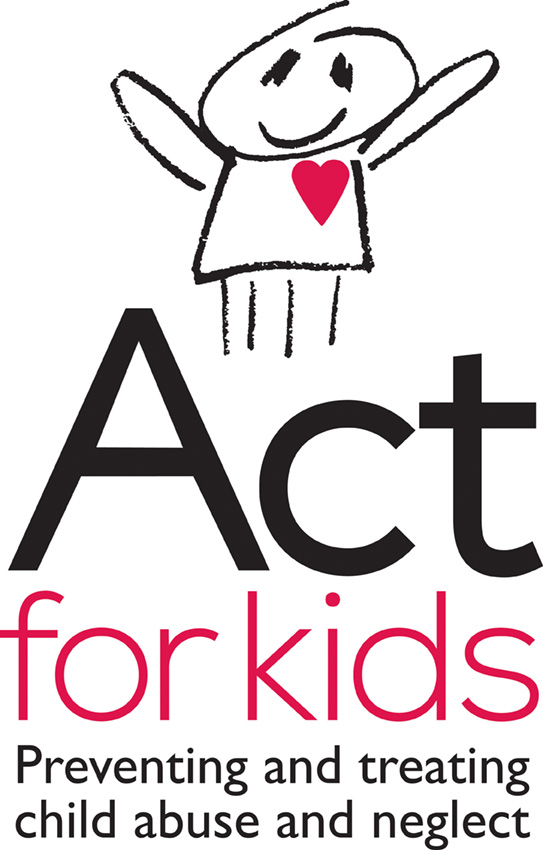 Act
for kids
Preventing and treating
child abuse and neglect